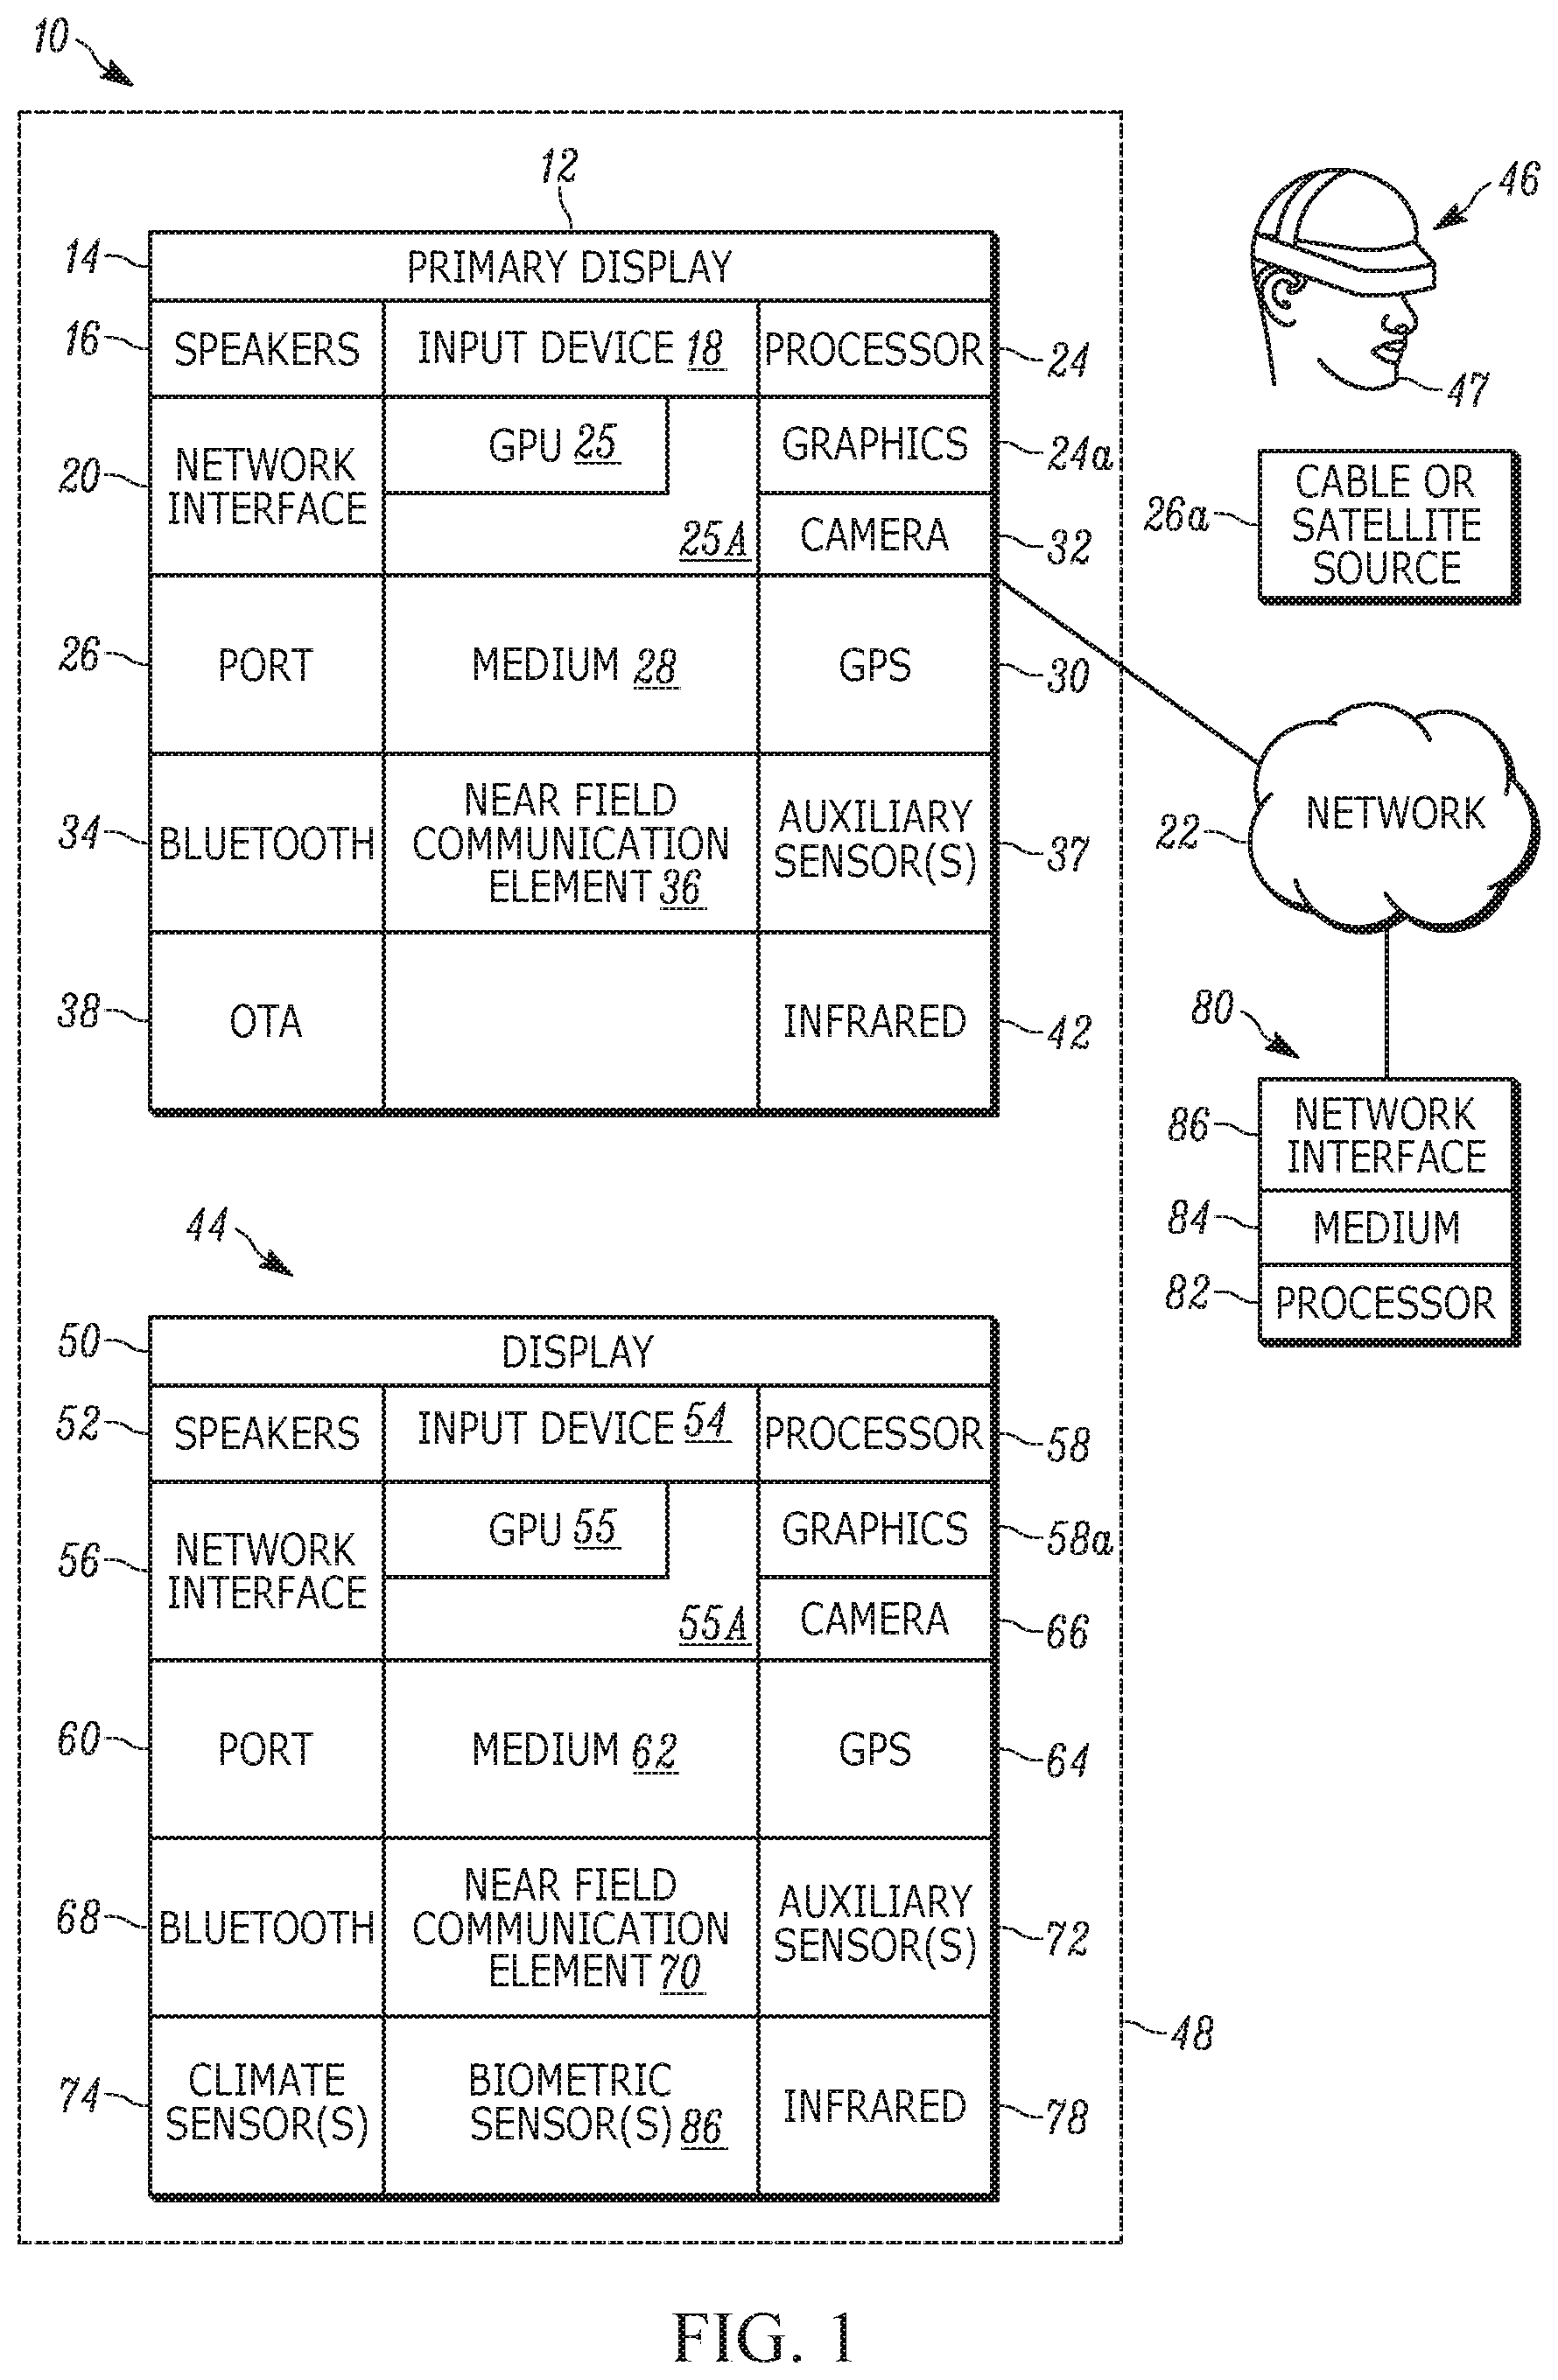 10
12
14
PRIMARY DISPLAY
16
SPEAKERS
INPUT DEVICE 18
PROCESSOR
24
20
NETWORK
INTERFACE
GPU 25
25A
GRAPHICS
24a
CAMERA
32
26
PORT
MEDIUM 28
GPS
30
34
BLUETOOTH
NEAR FIELD
COMMUNICATION
ELEMENT 36
AUXILIARY
SENSOR(S)
37
38
OTA
INFRARED
42
46
47
26a
CABLE OR
SATELLITE
SOURCE
22
NETWORK
80
86
NETWORK
INTERFACE
84
MEDIUM
82
PROCESSOR
44
50
DISPLAY
52
SPEAKERS
INPUT DEVICE 54
PROCESSOR
58
56
NETWORK
INTERFACE
GPU 55
55A
GRAPHICS
58a
CAMERA
66
60
PORT
MEDIUM 62
GPS
64
68
BLUETOOTH
NEAR FIELD
COMMUNICATION
ELEMENT 70
AUXILIARY
SENSOR(S)
72
74
CLIMATE
SENSOR(S)
BIOMETRIC
SENSOR(S) 86
INFRARED
78
48
FIG. 1